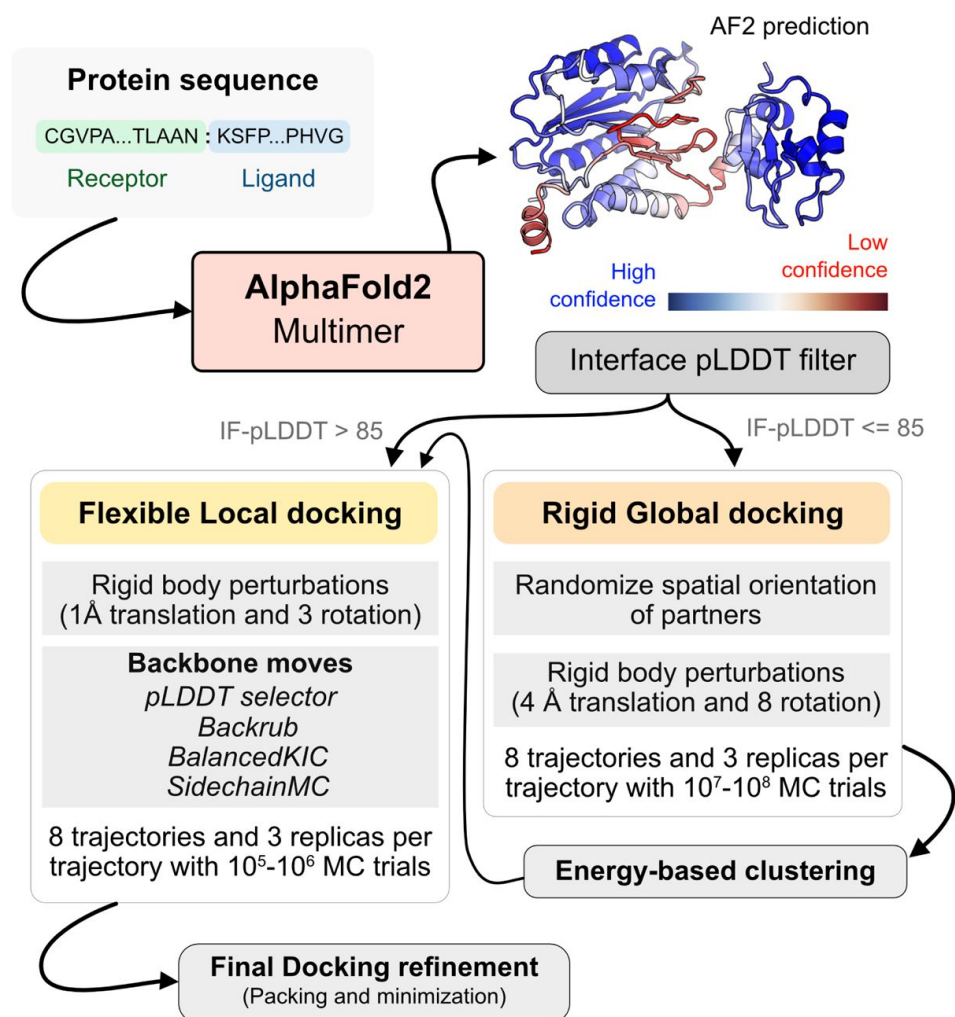 AF2 prediction
Protein sequence
CGVPA...TLAAN:KSFP...PHVG
Receptor Ligand
AlphaFold2
Multimer
High
confidence
Low
confidence
Interface pLDDT filter
IF-pLDDT > 85
IF-pLDDT <= 85
Flexible Local docking
Rigid body perturbations
(1Å translation and 3 rotation)
Backbone moves
pLDDT selector
Backrub
BalancedKIC
SidechainMC
8 trajectories and 3 replicas per
trajectory with 10⁵-10⁶ MC trials
Rigid Global docking
Randomize spatial orientation
of partners
Rigid body perturbations
(4 Å translation and 8 rotation)
8 trajectories and 3 replicas per
trajectory with 10⁷-10⁸ MC trials
Energy-based clustering
Final Docking refinement
(Packing and minimization)